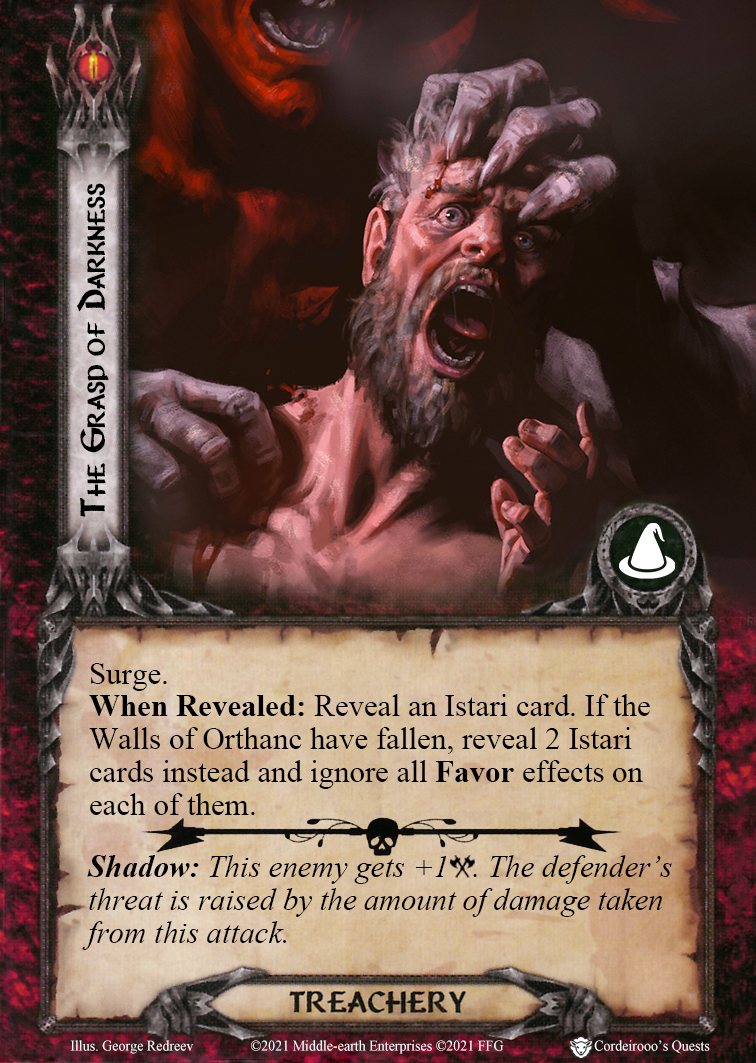 The Grasp of Darkness
Surge.
When Revealed: Reveal an Istari card. If the
Walls of Orthanc have fallen, reveal 2 Istari
cards instead and ignore all Favor effects on
each of them.
Shadow: This enemy gets +1. The defender's
threat is raised by the amount of damage taken
from this attack.
TREACHERY
Illus. George Redreev ©2021 Middle-earth Enterprises ©2021 FFG Cordeirooo's Quests